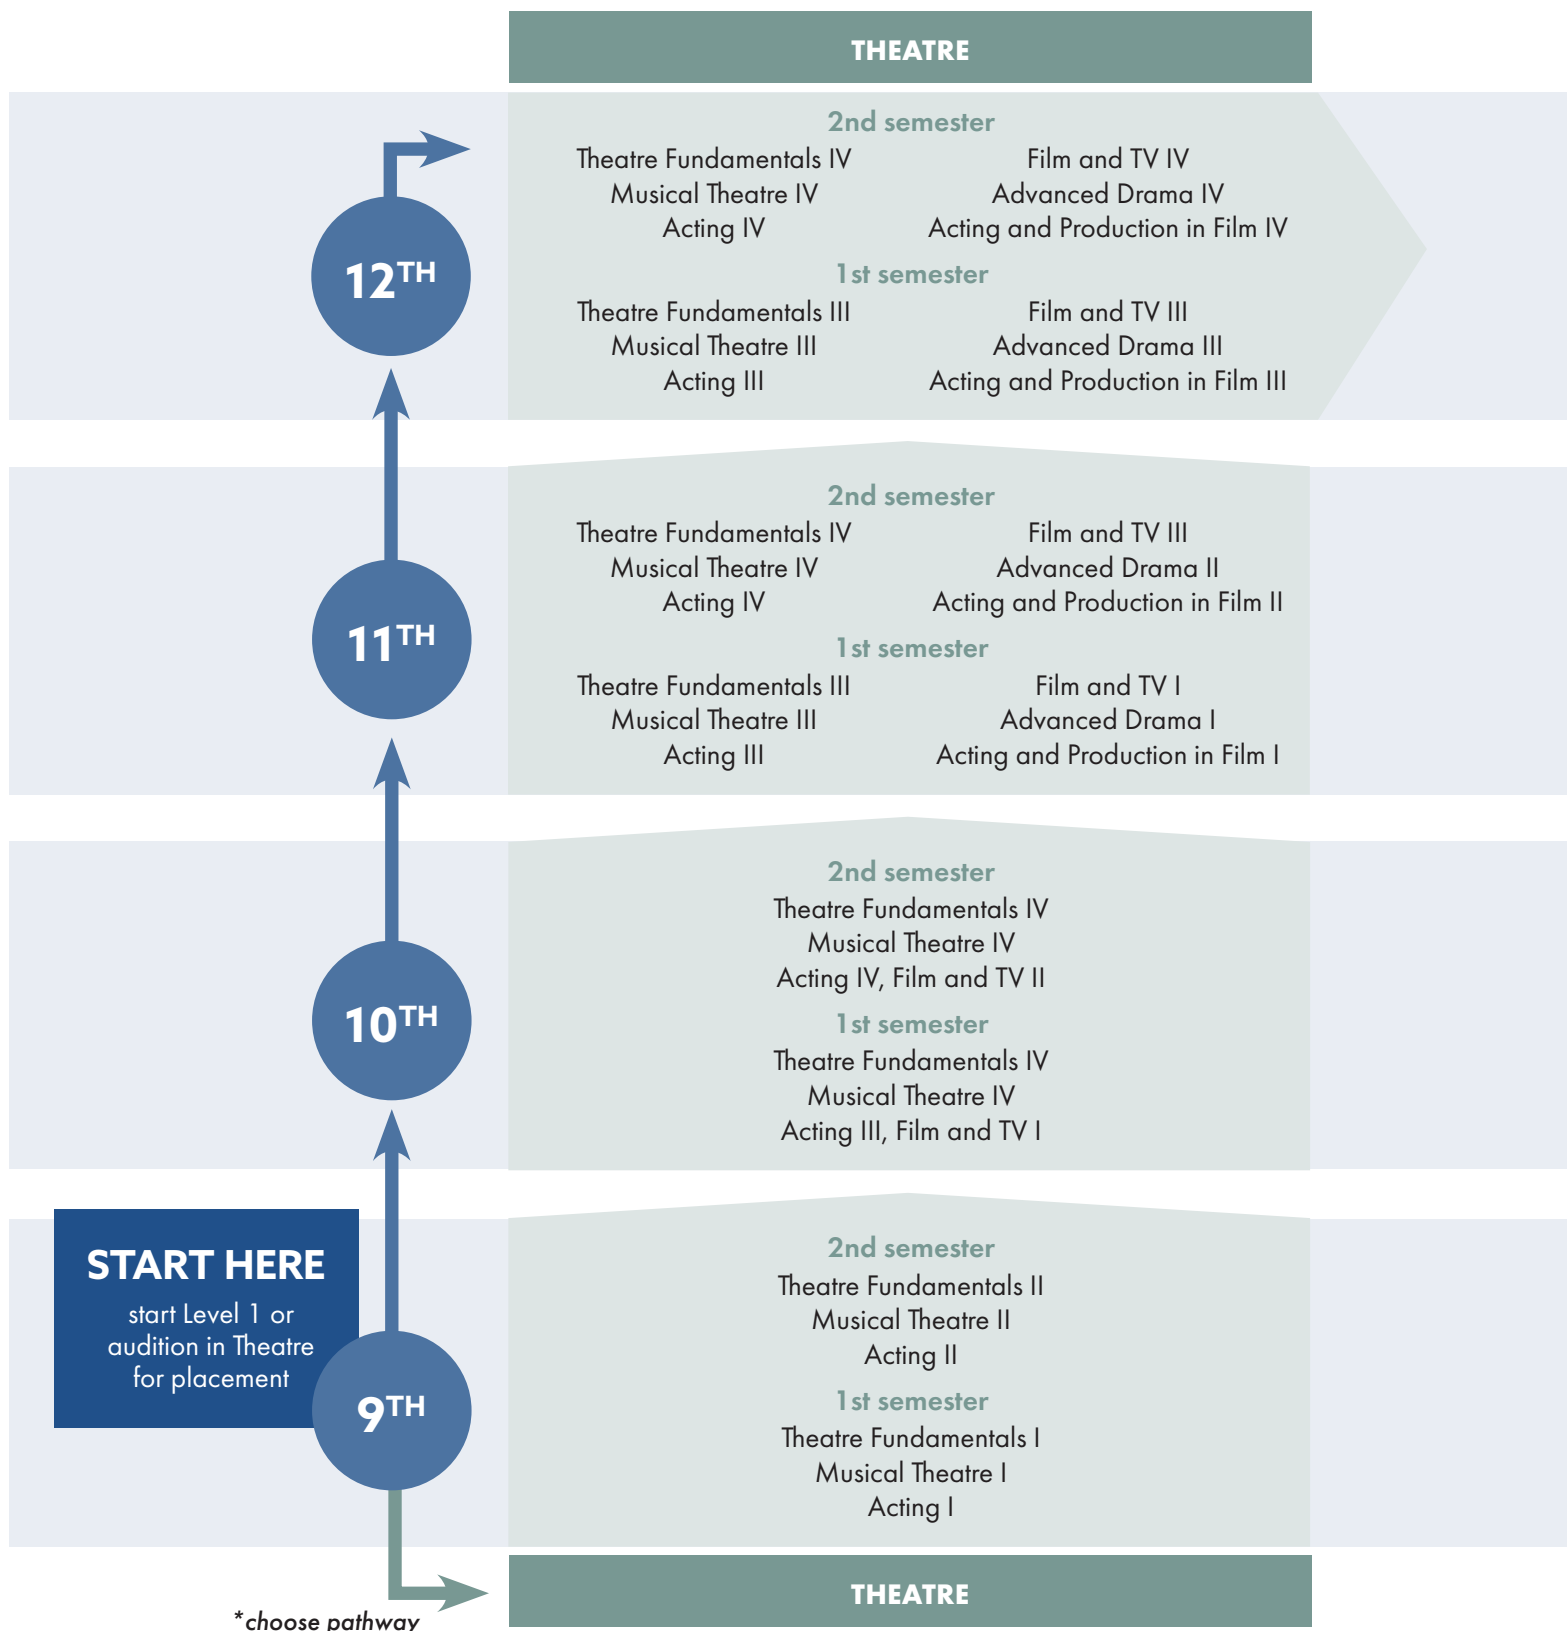 THEATRE
2nd semester
Theatre Fundamentals IV
Musical Theatre IV
Acting IV
Film and TV IV
Advanced Drama IV
Acting and Production in Film IV
1st semester
Theatre Fundamentals III
Musical Theatre III
Acting III
Film and TV III
Advanced Drama III
Acting and Production in Film III
12TH
2nd semester
Theatre Fundamentals IV
Musical Theatre IV
Acting IV
Film and TV III
Advanced Drama II
Acting and Production in Film II
1st semester
Theatre Fundamentals III
Musical Theatre III
Acting III
Film and TV I
Advanced Drama I
Acting and Production in Film I
11TH
2nd semester
Theatre Fundamentals IV
Musical Theatre IV
Acting IV, Film and TV II
1st semester
Theatre Fundamentals IV
Musical Theatre IV
Acting III, Film and TV I
10TH
START HERE
start Level 1 or
audition in Theatre
for placement
9TH
2nd semester
Theatre Fundamentals II
Musical Theatre II
Acting II
1st semester
Theatre Fundamentals I
Musical Theatre I
Acting I
THEATRE
*choose pathway